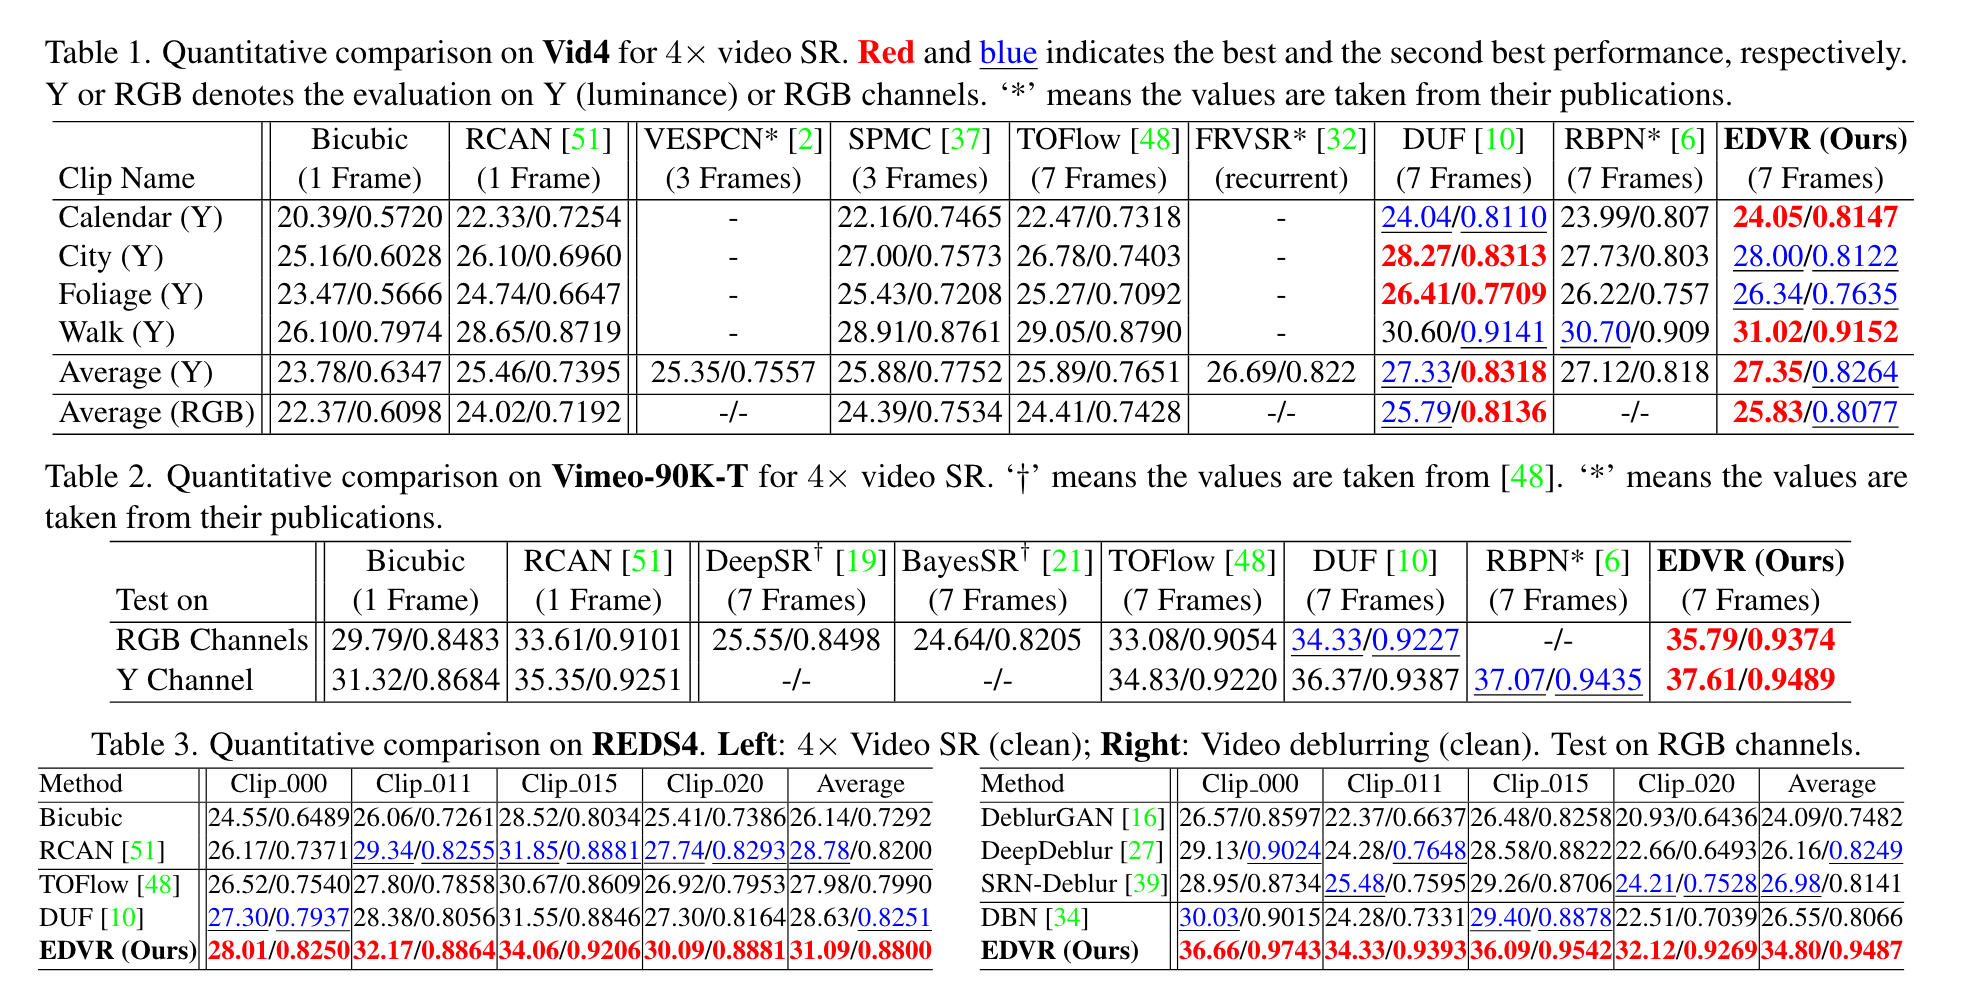 Table 1. Quantitative comparison on Vid4 for 4× video SR. Red and blue indicates the best and the second best performance, respectively.
Y or RGB denotes the evaluation on Y (luminance) or RGB channels. ‘*’ means the values are taken from their publications.
Bicubic RCAN [51] VESPCN* [2] SPMC [37] TOFlow [48] FRVSR* [32] DUF [10] RBPN* [6] EDVR (Ours)
Clip Name (1 Frame) (1 Frame) (3 Frames) (3 Frames) (7 Frames) (recurrent) (7 Frames) (7 Frames) (7 Frames)
Calendar (Y) 20.39/0.5720 22.33/0.7254 - 22.16/0.7465 22.47/0.7318 - 24.04/0.8110 23.99/0.807 24.05/0.8147
City (Y) 25.16/0.6028 26.10/0.6960 - 27.00/0.7573 26.78/0.7403 - 28.27/0.8313 27.73/0.803 28.00/0.8122
Foliage (Y) 23.47/0.5666 24.74/0.6647 - 25.43/0.7208 25.27/0.7092 - 26.41/0.7709 26.22/0.757 26.34/0.7635
Walk (Y) 26.10/0.7974 28.65/0.8719 - 28.91/0.8761 29.05/0.8790 - 30.60/0.9141 30.70/0.909 31.02/0.9152
Average (Y) 23.78/0.6347 25.46/0.7395 25.35/0.7557 25.88/0.7752 25.89/0.7651 26.69/0.822 27.33/0.8318 27.12/0.818 27.35/0.8264
Average (RGB) 22.37/0.6098 24.02/0.7192 -/- 24.39/0.7534 24.41/0.7428 -/- 25.79/0.8136 -/- 25.83/0.8077
Table 2. Quantitative comparison on Vimeo-90K-T for 4× video SR. ‘†’ means the values are taken from [48]. ‘*’ means the values are
taken from their publications.
Bicubic RCAN [51] DeepSR† [19] BayesSR† [21] TOFlow [48] DUF [10] RBPN* [6] EDVR (Ours)
Test on (1 Frame) (1 Frame) (7 Frames) (7 Frames) (7 Frames) (7 Frames) (7 Frames) (7 Frames)
RGB Channels 29.79/0.8483 33.61/0.9101 25.55/0.8498 24.64/0.8205 33.08/0.9054 34.33/0.9227 -/- 35.79/0.9374
Y Channel 31.32/0.8684 35.35/0.9251 -/- -/- 34.83/0.9220 36.37/0.9387 37.07/0.9435 37.61/0.9489
Table 3. Quantitative comparison on REDS4. Left: 4× Video SR (clean); Right: Video deblurring (clean). Test on RGB channels.
Method Clip_000 Clip_011 Clip_015 Clip_020 Average
Bicubic 24.55/0.6489 26.06/0.7261 28.52/0.8034 25.41/0.7386 26.14/0.7292
RCAN [51] 26.17/0.7371 29.34/0.8255 31.85/0.8881 27.74/0.8293 28.78/0.8200
TOFlow [48] 26.52/0.7540 27.80/0.7858 30.67/0.8609 26.92/0.7953 27.98/0.7990
DUF [10] 27.30/0.7937 28.38/0.8056 31.55/0.8846 27.30/0.8164 28.63/0.8251
EDVR (Ours) 28.01/0.8250 32.17/0.8864 34.06/0.9206 30.09/0.8881 31.09/0.8800
Method Clip_000 Clip_011 Clip_015 Clip_020 Average
DeblurGAN [16] 26.57/0.8597 22.37/0.6637 26.48/0.8258 20.93/0.6436 24.09/0.7482
DeepDeblur [27] 29.13/0.9024 24.28/0.7648 28.58/0.8822 22.66/0.6493 26.16/0.8249
SRN-Deblur [39] 28.95/0.8734 25.48/0.7595 29.26/0.8706 24.21/0.7528 26.98/0.8141
DBN [34] 30.03/0.9015 24.28/0.7331 29.40/0.8878 22.51/0.7039 26.55/0.8066
EDVR (Ours) 36.66/0.9743 34.33/0.9393 36.09/0.9542 32.12/0.9269 34.80/0.9487